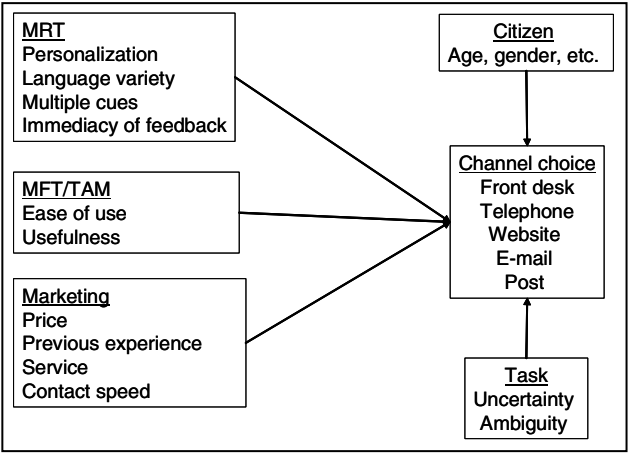 MRT
Personalization
Language variety
Multiple cues
Immediacy of feedback
MFT/TAM
Ease of use
Usefulness
Marketing
Price
Previous experience
Service
Contact speed
Citizen
Age, gender, etc.
Channel choice
Front desk
Telephone
Website
E-mail
Post
Task
Uncertainty
Ambiguity